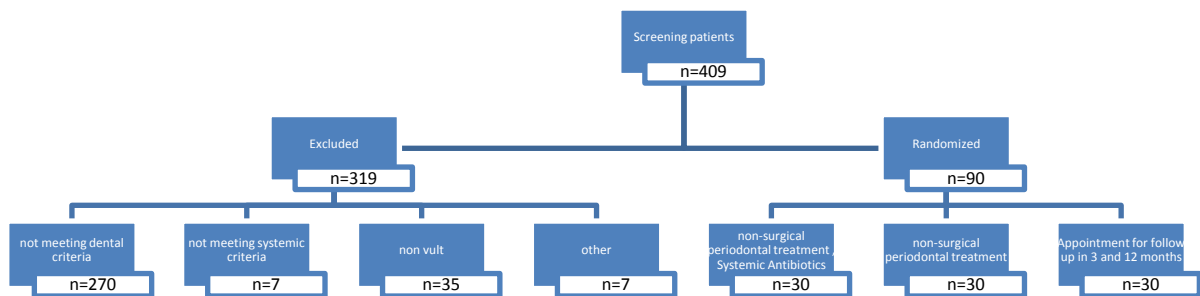 Screening patients
n=409
Excluded
n=319
Randomized
n=90
not meeting dental
criteria
n=270
not meeting systemic
criteria
n=7
non vult
n=35
other
n=7
non-surgical
periodontal treatment /
Systemic Antibiotics
n=30
non-surgical
periodontal treatment
n=30
Appointment for follow
up in 3 and 12 months
n=30